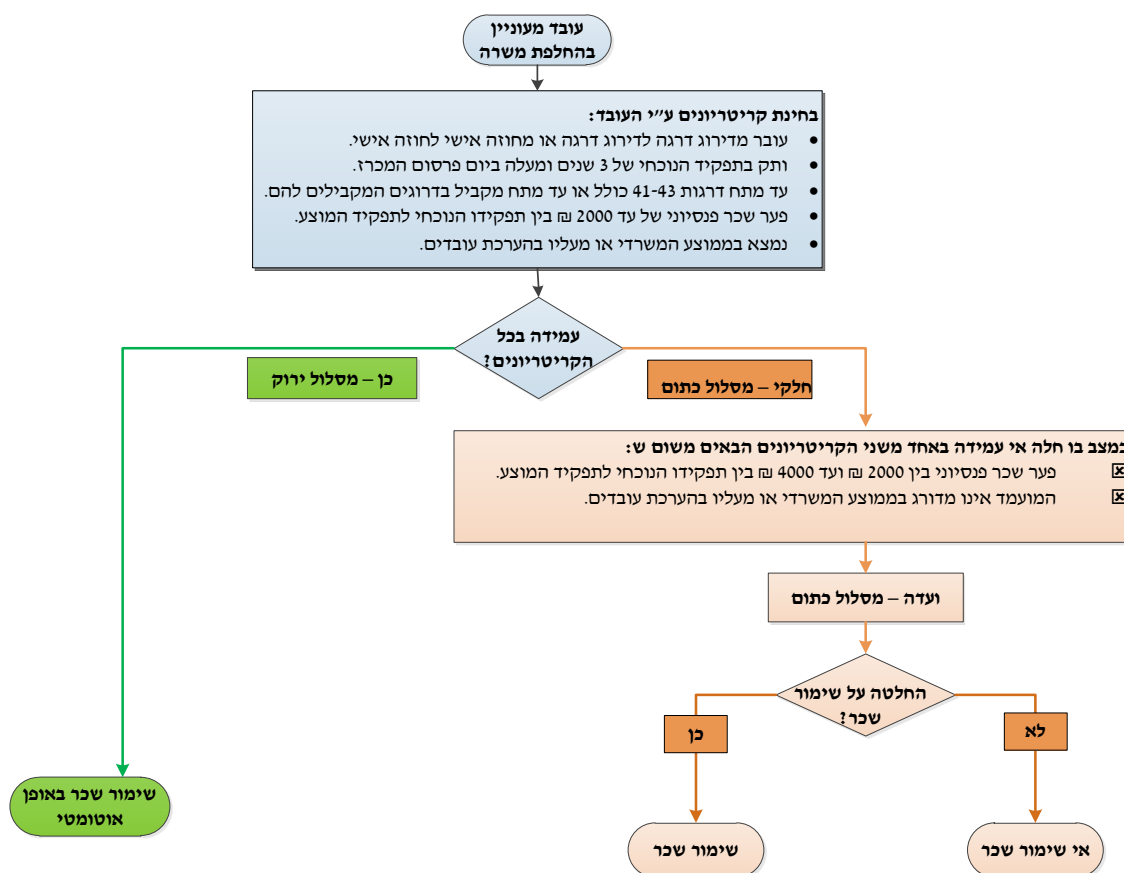 עובד מעוניין
בהחלפת משרה
בחינת קריטריונים ע״י העובד:
• עובר מדירוג דרגה לדירוג דרגה או מחוזה אישי לחוזה אישי.
• ותק בתפקיד הנוכחי של 3 שנים ומעלה ביום פרסום המכרז.
• עד מתח דרגות 41-43 כולל או עד מתח מקביל בדרוגים המקבילים להם.
• פער שכר פנסיוני של עד 2000 ₪ בין תפקידו הנוכחי לתפקיד המוצע.
• נמצא בממוצע המשרדי או מעליו בהערכת עובדים.
עמידה בכל
הקריטריונים?
חלקי – מסלול כתום
כן – מסלול ירוק
במצב בו חלה אי עמידה באחד משני הקריטריונים הבאים משום ש:
פער שכר פנסיוני בין 2000 ₪ ועד 4000 ₪ בין תפקידו הנוכחי לתפקיד המוצע.
המועמד אינו מדורג בממוצע המשרדי או מעליו בהערכת עובדים.
ועדה – מסלול כתום
החלטה על שימור
שכר?
לא
כן
אי שימור שכר
שימור שכר
שימור שכר באופן
אוטומטי